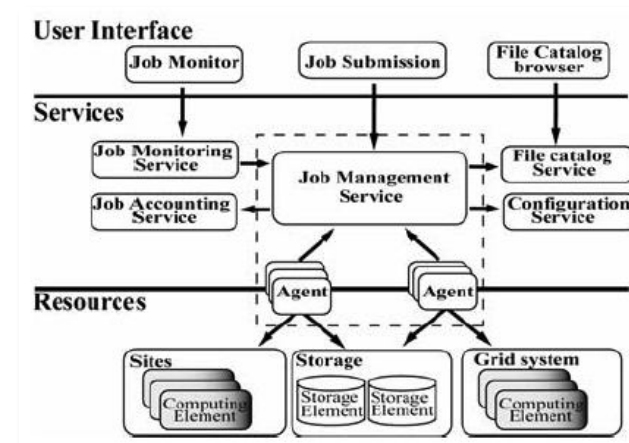 User Interface
Job Monitor
Job Submission
File Catalog
browser
Services
Job Monitoring
Service
Job Management
Service
File catalog
Service
Job Accounting
Service
Configuration
Service
Agent
Agent
Resources
Sites
Computing
Element
Storage
Storage
Element
Storage
Element
Grid system
Computing
Element